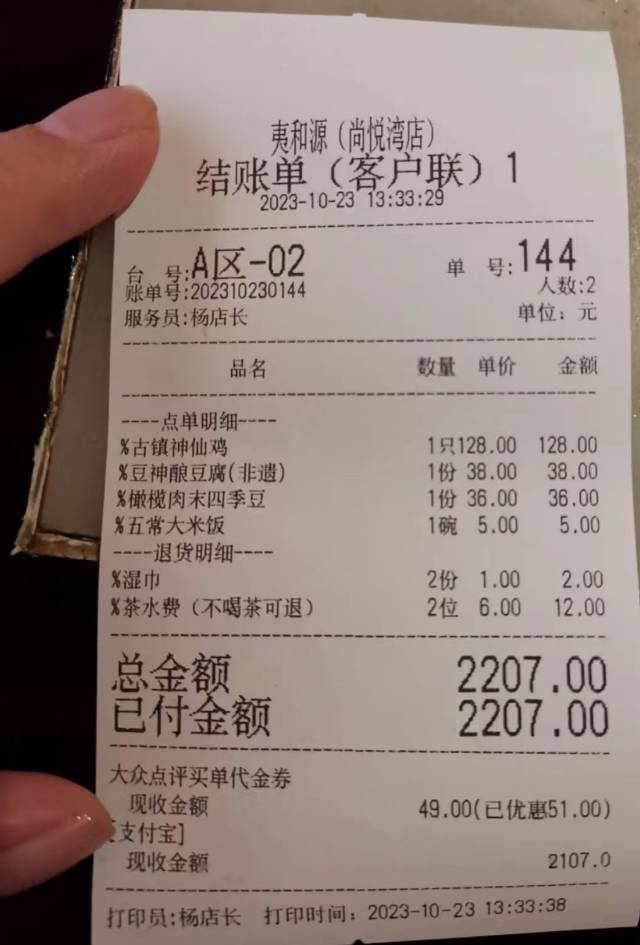 夷和源（尚悦湾店）
结账单（客户联）1
2023-10-23 13:33:29
台 号:A区-02 单 号:144
账单号:202310230144 人数:2
服务员:杨店长 单位：元
品名 数量 单价 金额
----点单明细----
%古镇神仙鸡 1只128.00 128.00
%豆神酿豆腐(非遗) 1份 38.00 38.00
%橄榄肉末四季豆 1份 36.00 36.00
%五常大米饭 1碗 5.00 5.00
----退货明细----
%湿巾 2份 1.00 2.00
%茶水费（不喝茶可退） 2位 6.00 12.00
总金额 2207.00
已付金额 2207.00
大众点评买单代金券
现收金额 49.00(已优惠51.00)
[支付宝]
现收金额 2107.0
打印员:杨店长 打印时间：2023-10-23 13:33:38